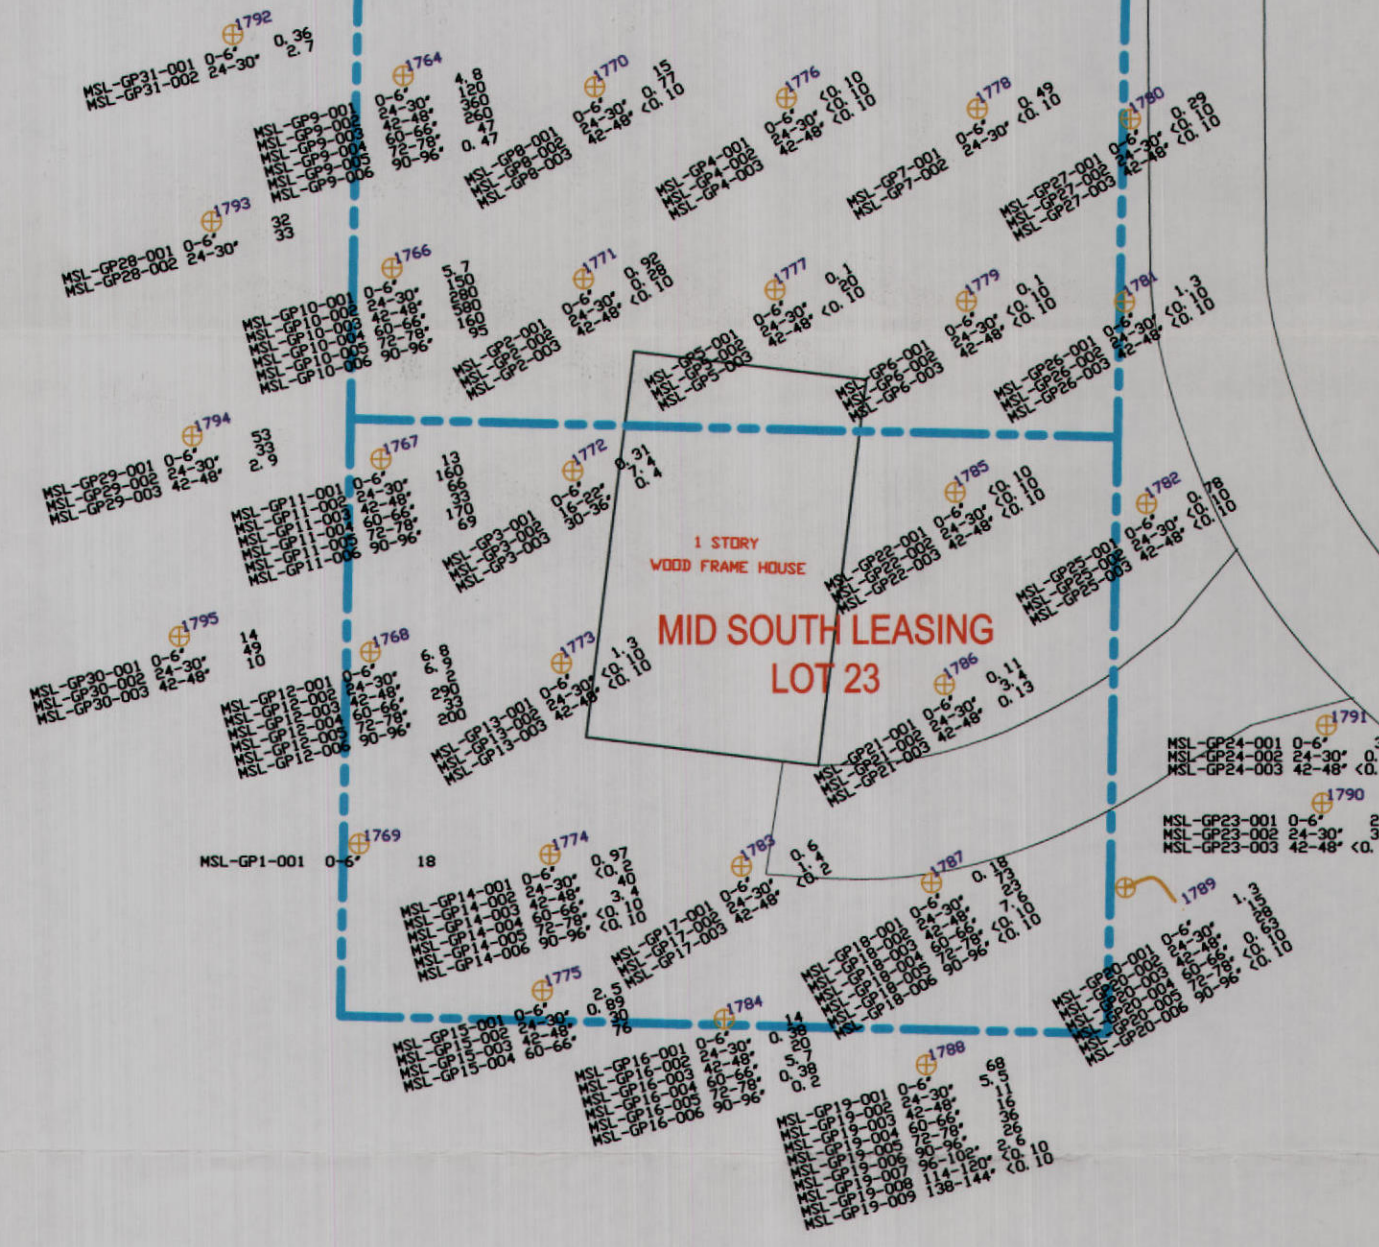 1792
MSL-GP31-001 0-6" 0.36
MSL-GP31-002 24-30" 2.7
1764
MSL-GP9-001 0-6" 4.8
MSL-GP9-002 24-30" 120
MSL-GP9-003 42-48" 360
MSL-GP9-004 60-66" 260
MSL-GP9-005 72-78" 47
MSL-GP9-006 90-96" 0.47
1770
MSL-GP8-001 0-6" 15
MSL-GP8-002 24-30" 0.77
MSL-GP8-003 42-48" <0.10
1776
MSL-GP4-001 0-6" <0.10
MSL-GP4-002 24-30" <0.10
MSL-GP4-003 42-48" <0.10
1778
MSL-GP7-001 0-6" 0.49
MSL-GP7-002 24-30" <0.10
1780
MSL-GP27-001 0-6" 0.29
MSL-GP27-002 24-30" <0.10
MSL-GP27-003 42-48" <0.10
1793
MSL-GP28-001 0-6" 32
MSL-GP28-002 24-30" 33
1766
MSL-GP10-001 0-6" 5.7
MSL-GP10-002 24-30" 150
MSL-GP10-003 42-48" 280
MSL-GP10-004 60-66" 580
MSL-GP10-005 72-78" 160
MSL-GP10-006 90-96" 95
1771
MSL-GP2-001 0-6" 0.92
MSL-GP2-002 24-30" 0.28
MSL-GP2-003 42-48" <0.10
1777
MSL-GP5-001 0-6" 0.1
MSL-GP5-002 24-30" 20
MSL-GP5-003 42-48" <0.10
1779
MSL-GP6-001 0-6" 0.1
MSL-GP6-002 24-30" <0.10
MSL-GP6-003 42-48" <0.10
1781
MSL-GP26-001 0-6" 1.3
MSL-GP26-002 24-30" <0.10
MSL-GP26-003 42-48" <0.10
1794
MSL-GP29-001 0-6" 53
MSL-GP29-002 24-30" 33
MSL-GP29-003 42-48" 2.9
1767
MSL-GP11-001 0-6" 13
MSL-GP11-002 24-30" 160
MSL-GP11-003 42-48" 66
MSL-GP11-004 60-66" 33
MSL-GP11-005 72-78" 170
MSL-GP11-006 90-96" 69
1772
MSL-GP3-001 0-6" 0.31
MSL-GP3-002 16-22" 7.4
MSL-GP3-003 30-36" 0.4
1785
MSL-GP22-001 0-6" <0.10
MSL-GP22-002 24-30" <0.10
MSL-GP22-003 42-48" <0.10
1782
MSL-GP25-001 0-6" 0.78
MSL-GP25-002 24-30" <0.10
MSL-GP25-003 42-48" <0.10
1 STORY
WOOD FRAME HOUSE
MID SOUTH LEASING
LOT 23
1795
MSL-GP30-001 0-6" 14
MSL-GP30-002 24-30" 49
MSL-GP30-003 42-48" 10
1768
MSL-GP12-001 0-6" 6.8
MSL-GP12-002 24-30" 6.9
MSL-GP12-003 42-48" 2
MSL-GP12-004 60-66" 290
MSL-GP12-005 72-78" 33
MSL-GP12-006 90-96" 200
1773
MSL-GP13-001 0-6" 1.3
MSL-GP13-002 24-30" <0.10
MSL-GP13-003 42-48" <0.10
1786
MSL-GP21-001 0-6" 0.11
MSL-GP21-002 24-30" 3.4
MSL-GP21-003 42-48" 0.13
1791
MSL-GP24-001 0-6" 3
MSL-GP24-002 24-30" 0.
MSL-GP24-003 42-48" <0.
1790
MSL-GP23-001 0-6" 2
MSL-GP23-002 24-30" 3
MSL-GP23-003 42-48" <0.
1769
MSL-GP1-001 0-6" 18
1774
MSL-GP14-001 0-6" 0.97
MSL-GP14-002 24-30" <0.2
MSL-GP14-003 42-48" 40
MSL-GP14-004 60-66" 3.4
MSL-GP14-005 72-78" <0.10
MSL-GP14-006 90-96" <0.10
1783
MSL-GP17-001 0-6" 0.6
MSL-GP17-002 24-30" 1.4
MSL-GP17-003 42-48" <0.2
1787
MSL-GP18-001 0-6" 0.18
MSL-GP18-002 24-30"
MSL-GP18-003 42-48"
MSL-GP18-004 60-66"
MSL-GP18-005 72-78" <0.10
MSL-GP18-006 90-96" <0.10
1789
MSL-GP20-001 0-6" 1.3
MSL-GP20-002 24-30"
MSL-GP20-003 42-48"
MSL-GP20-004 60-66"
MSL-GP20-005 72-78"
MSL-GP20-006 90-96" <0.10
1775
MSL-GP15-001 0-6" 2.5
MSL-GP15-002 24-30" 0.89
MSL-GP15-003 42-48" 30
MSL-GP15-004 60-66" 76
1784
MSL-GP16-001 0-6" 14
MSL-GP16-002 24-30" 0.38
MSL-GP16-003 42-48" 20
MSL-GP16-004 60-66" 5.7
MSL-GP16-005 72-78" 0.38
MSL-GP16-006 90-96" 0.2
1788
MSL-GP19-001 0-6" 68
MSL-GP19-002 24-30" 5.5
MSL-GP19-003 42-48" 11
MSL-GP19-004 60-66" 16
MSL-GP19-005 72-78" 36
MSL-GP19-006 90-96" 26
MSL-GP19-007 96-102" 2.6
MSL-GP19-008 114-120" <0.10
MSL-GP19-009 138-144" <0.10